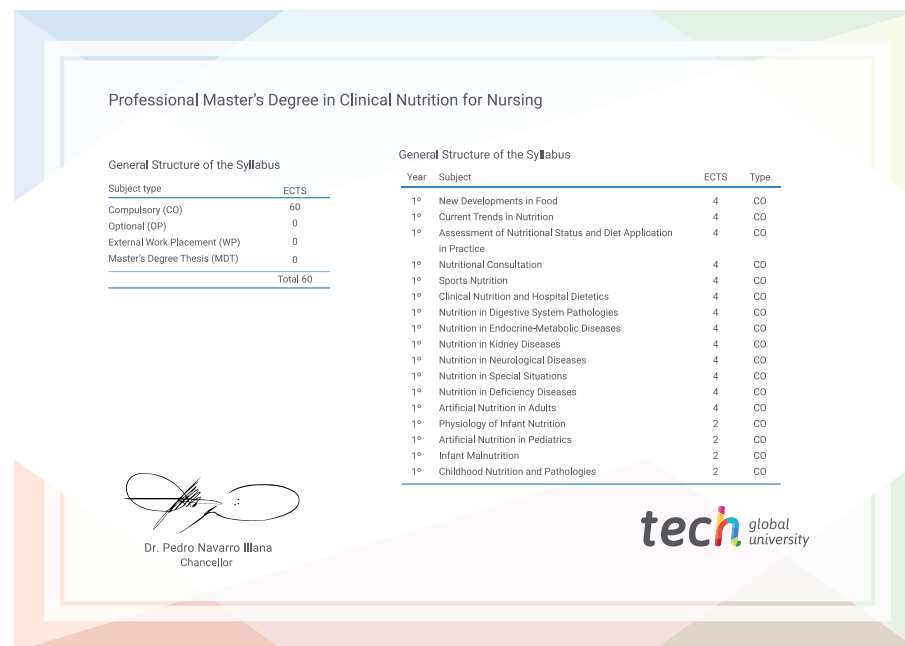 Professional Master's Degree in Clinical Nutrition for Nursing
General Structure of the Syllabus
Subject type ECTS
Compulsory (CO) 60
Optional (OP) 0
External Work Placement (WP) 0
Master's Degree Thesis (MDT) 0
Total 60
General Structure of the Syllabus
Year Subject ECTS Type
1º New Developments in Food 4 CO
1º Current Trends in Nutrition 4 CO
1º Assessment of Nutritional Status and Diet Application 4 CO
in Practice
1º Nutritional Consultation 4 CO
1º Sports Nutrition 4 CO
1º Clinical Nutrition and Hospital Dietetics 4 CO
1º Nutrition in Digestive System Pathologies 4 CO
1º Nutrition in Endocrine-Metabolic Diseases 4 CO
1º Nutrition in Kidney Diseases 4 CO
1º Nutrition in Neurological Diseases 4 CO
1º Nutrition in Special Situations 4 CO
1º Nutrition in Deficiency Diseases 4 CO
1º Artificial Nutrition in Adults 4 CO
1º Physiology of Infant Nutrition 2 CO
1º Artificial Nutrition in Pediatrics 2 CO
1º Infant Malnutrition 2 CO
1º Childhood Nutrition and Pathologies 2 CO
Dr. Pedro Navarro Illana
Chancellor
tech global
university